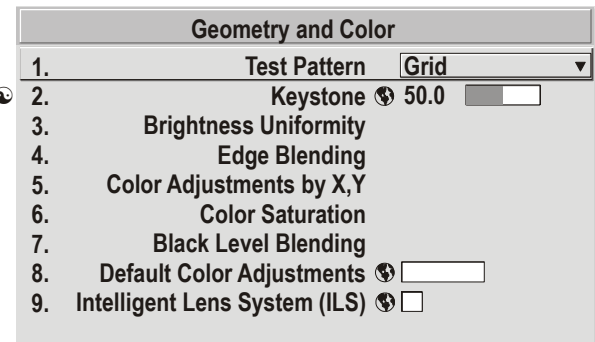 Geometry and Color
1. Test Pattern Grid
2. Keystone 50.0
3. Brightness Uniformity
4. Edge Blending
5. Color Adjustments by X,Y
6. Color Saturation
7. Black Level Blending
8. Default Color Adjustments
9. Intelligent Lens System (ILS)